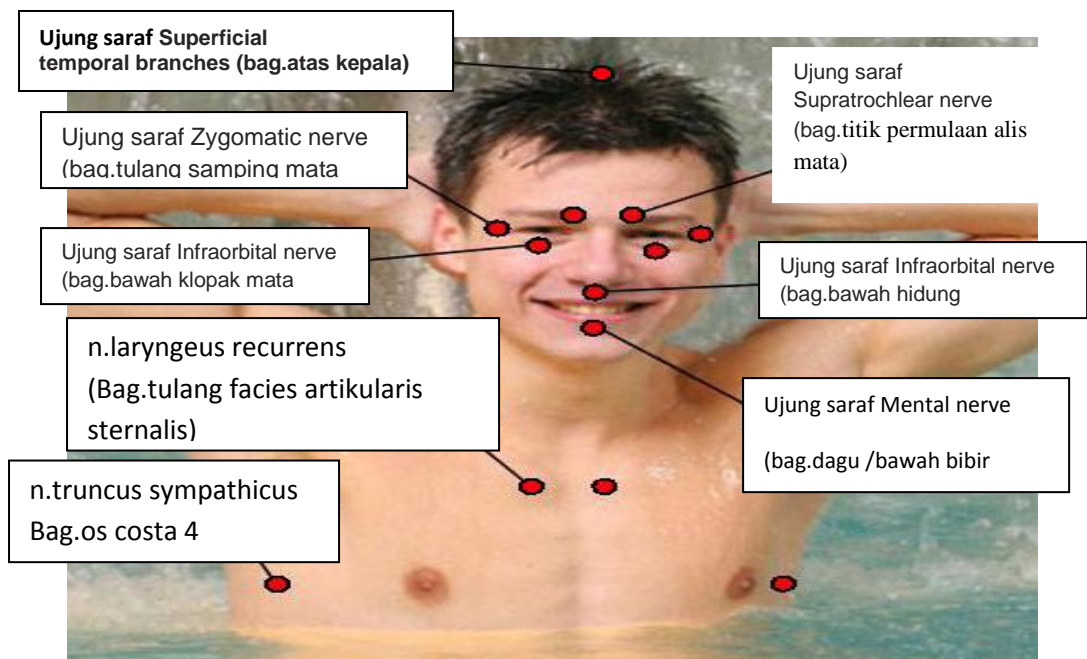 Ujung saraf Superficial
temporal branches (bag.atas kepala)
Ujung saraf
Supratrochlear nerve
(bag.titik permulaan alis
mata)
Ujung saraf Zygomatic nerve
(bag.tulang samping mata
Ujung saraf Infraorbital nerve
(bag.bawah klopak mata
Ujung saraf Infraorbital nerve
(bag.bawah hidung
n.laryngeus recurrens
(Bag.tulang facies artikularis
sternalis)
Ujung saraf Mental nerve
(bag.dagu /bawah bibir
n.truncus sympathicus
Bag.os costa 4